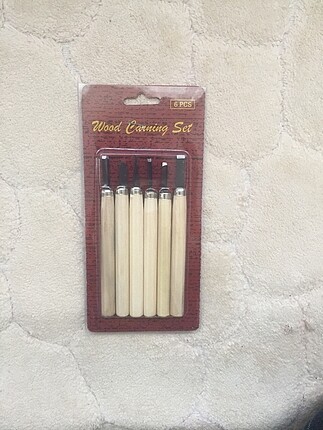 6 PCS
Wood Carning Set